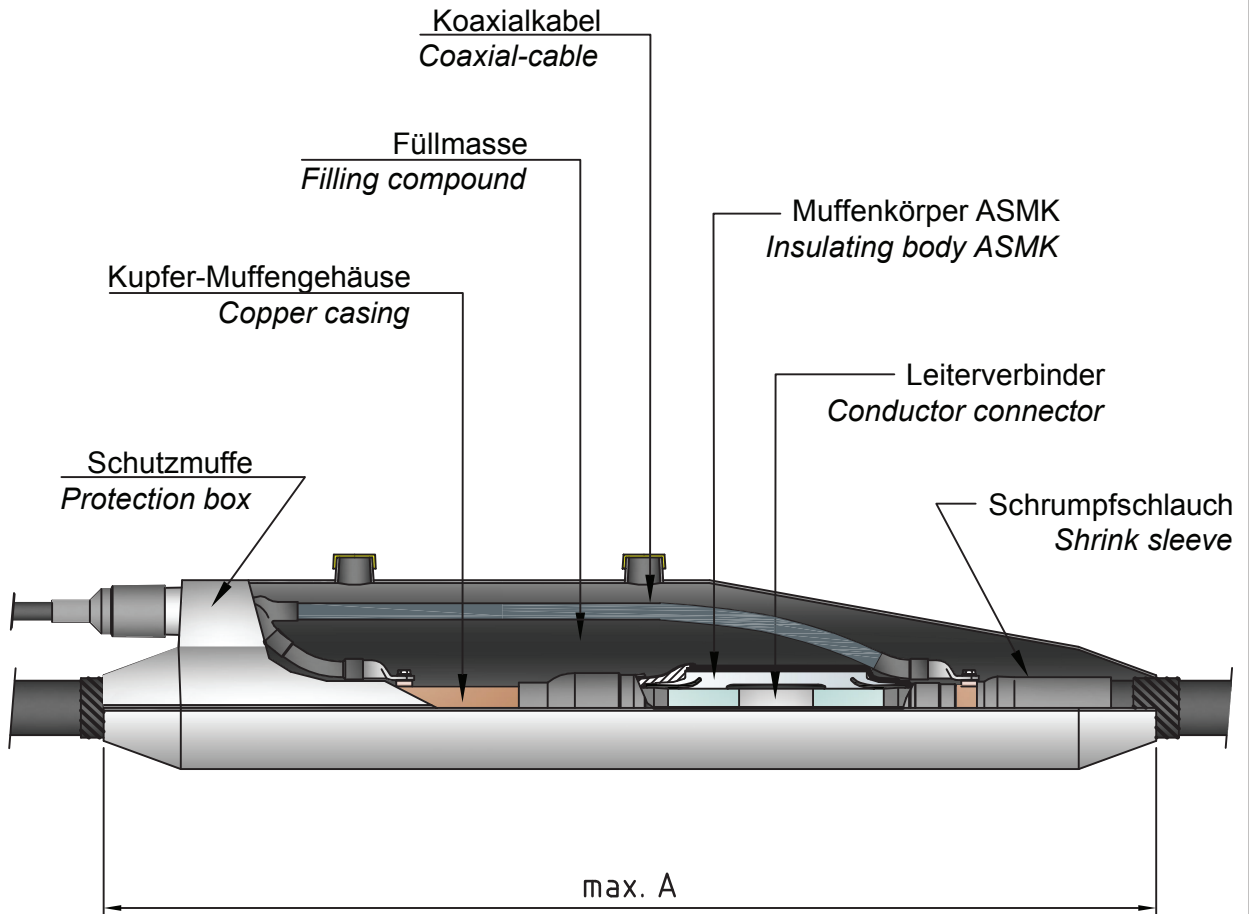 Koaxialkabel
Coaxial-cable
Füllmasse
Filling compound
Muffenkörper ASMK
Insulating body ASMK
Kupfer-Muffengehäuse
Copper casing
Leiterverbinder
Conductor connector
Schutzmuffe
Protection box
Schrumpfschlauch
Shrink sleeve
max. A